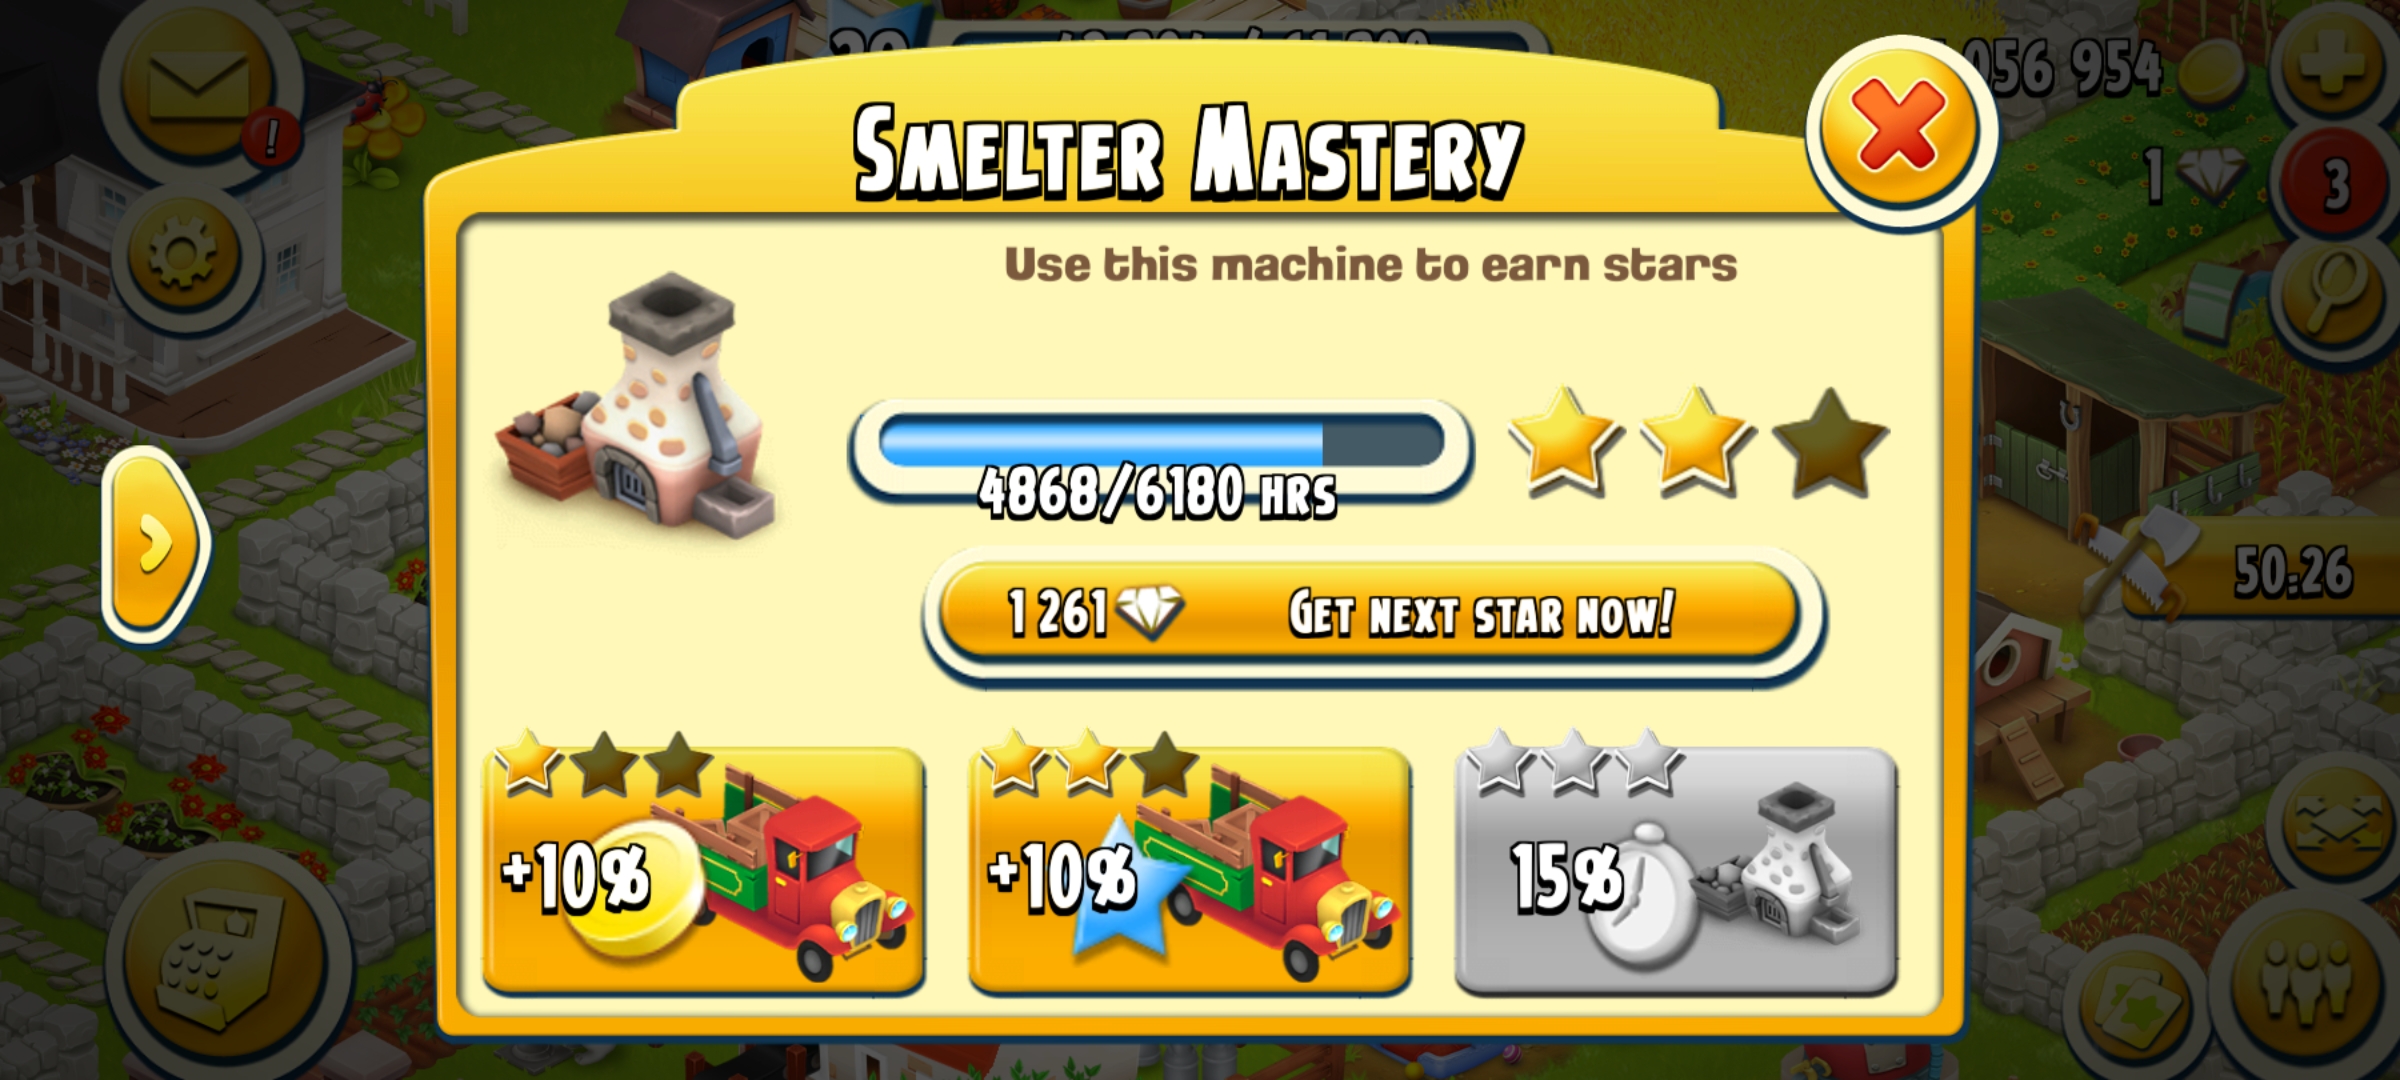 SMELTER MASTERY
056 954
!
1
3
Use this machine to earn stars
4868/6180 HRS
50:26
1 261 GET NEXT STAR NOW!
+10%
+10%
15%